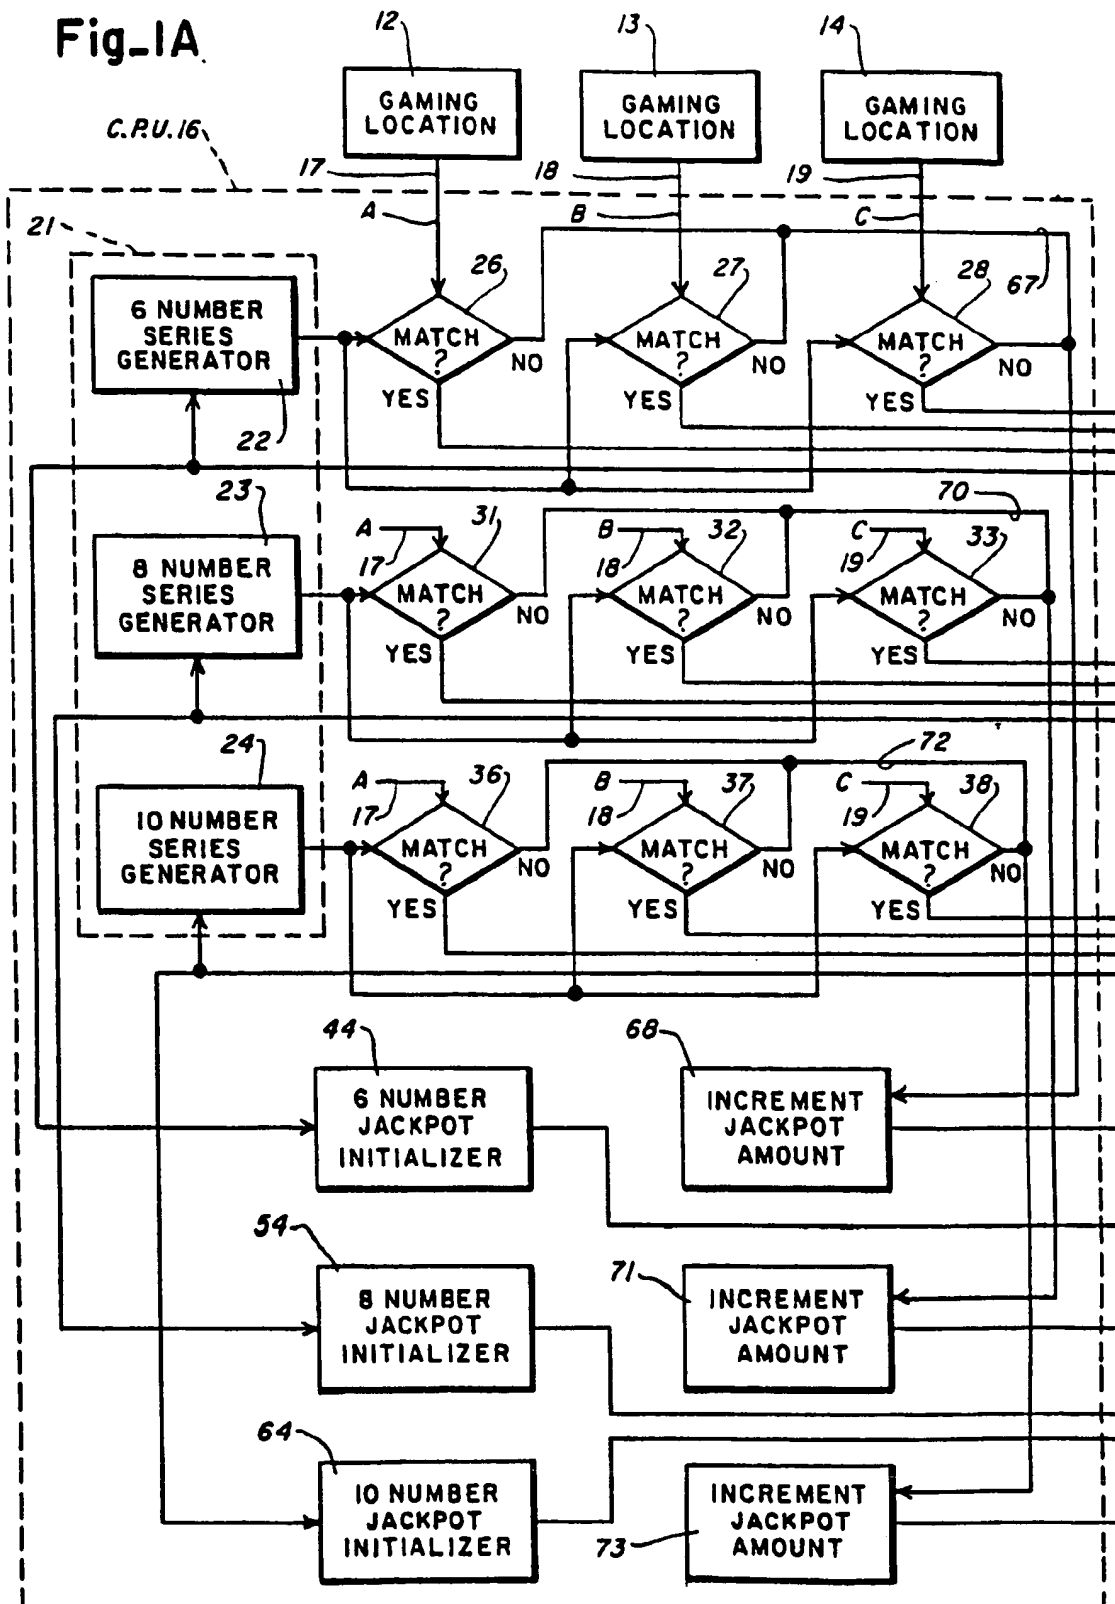 Fig_1A.
12
13
14
GAMING
LOCATION
GAMING
LOCATION
GAMING
LOCATION
C.P.U.16
17
18
19
21
A
B
C
67
6 NUMBER
SERIES
GENERATOR
22
26
MATCH
?
NO
YES
27
MATCH
?
NO
YES
28
MATCH
?
NO
YES
23
8 NUMBER
SERIES
GENERATOR
A
17
31
MATCH
?
NO
YES
B
18
32
MATCH
?
NO
YES
C
19
33
70
MATCH
?
NO
YES
24
10 NUMBER
SERIES
GENERATOR
A
17
36
MATCH
?
NO
YES
B
18
37
MATCH
?
NO
YES
72
C
19
38
MATCH
?
NO
YES
44
6 NUMBER
JACKPOT
INITIALIZER
68
INCREMENT
JACKPOT
AMOUNT
54
8 NUMBER
JACKPOT
INITIALIZER
71
INCREMENT
JACKPOT
AMOUNT
64
10 NUMBER
JACKPOT
INITIALIZER
73
INCREMENT
JACKPOT
AMOUNT